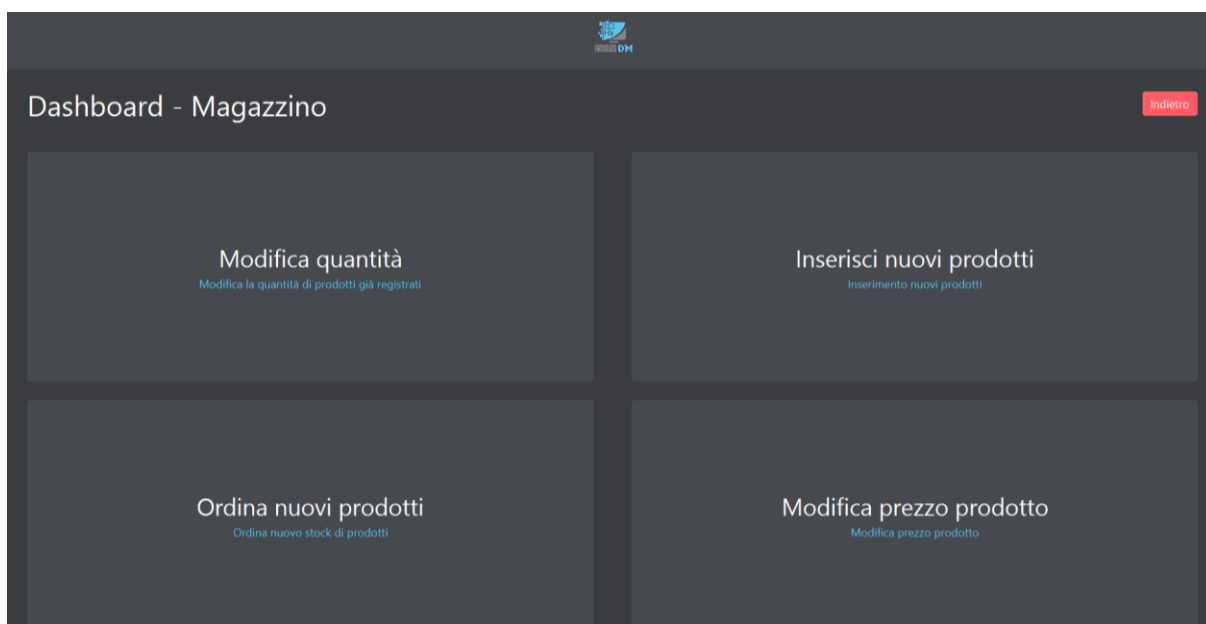 DM
Dashboard - Magazzino
Indietro
Modifica quantità
Modifica la quantità di prodotti già registrati
Inserisci nuovi prodotti
Inserimento nuovi prodotti
Ordina nuovi prodotti
Ordina nuovo stock di prodotti
Modifica prezzo prodotto
Modifica prezzo prodotto